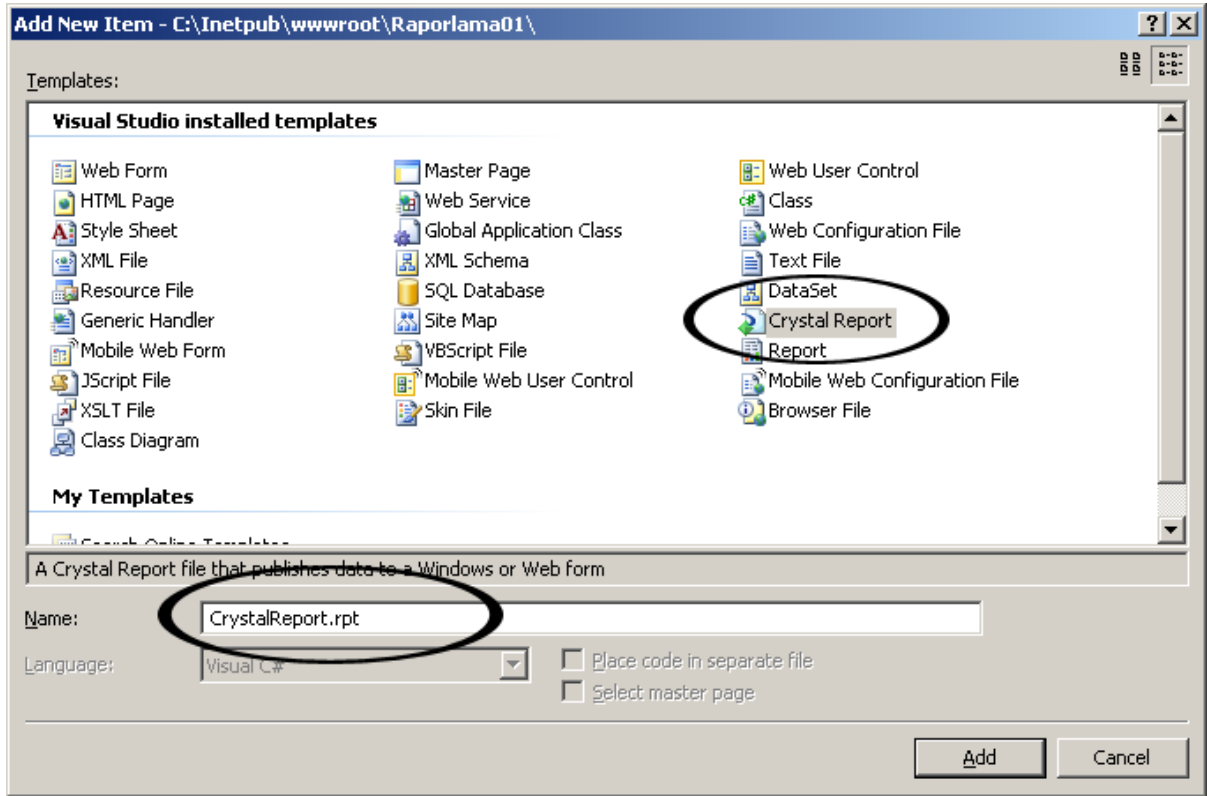 Add New Item - C:\Inetpub\wwwroot\Raporlama01\
Templates:
Visual Studio installed templates
Web Form Master Page Web User Control
HTML Page Web Service Class
Style Sheet Global Application Class Web Configuration File
XML File XML Schema Text File
Resource File SQL Database DataSet
Generic Handler Site Map Crystal Report
Mobile Web Form VBScript File Report
JScript File Mobile Web User Control Mobile Web Configuration File
XSLT File Skin File Browser File
Class Diagram
My Templates
Search Online Templates
A Crystal Report file that publishes data to a Windows or Web form
Name: CrystalReport.rpt
Language: Visual C# Place code in separate file
Select master page
Add Cancel